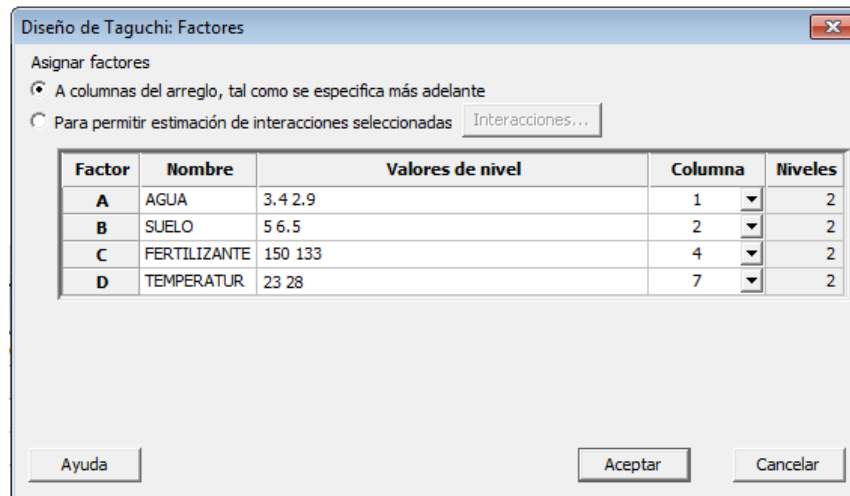 Diseño de Taguchi: Factores
Asignar factores
A columnas del arreglo, tal como se especifica más adelante
Para permitir estimación de interacciones seleccionadas Interacciones...
Factor Nombre Valores de nivel Columna Niveles
A AGUA 3.4 2.9 1 2
B SUELO 5 6.5 2 2
C FERTILIZANTE 150 133 4 2
D TEMPERATUR 23 28 7 2
Ayuda Aceptar Cancelar